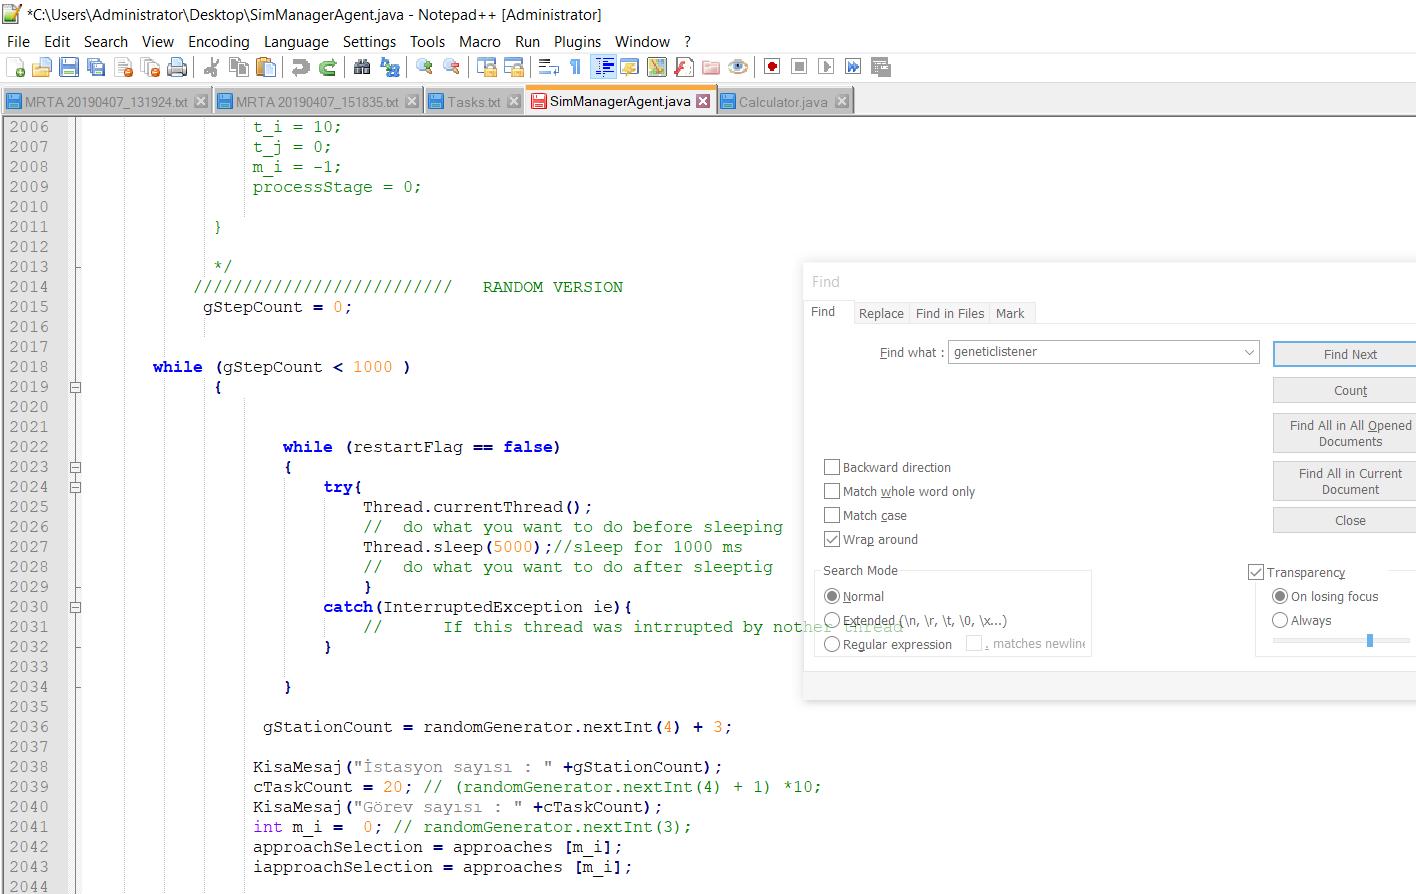 *C:\Users\Administrator\Desktop\SimManagerAgent.java - Notepad++ [Administrator]
File Edit Search View Encoding Language Settings Tools Macro Run Plugins Window ?
MRTA 20190407_131924.txt MRTA 20190407_151835.txt Tasks.txt SimManagerAgent.java Calculator.java
2006 t_i = 10;
2007 t_j = 0;
2008 m_i = -1;
2009 processStage = 0;
2010
2011 }
2012
2013 */
2014 ////////////////////////// RANDOM VERSION
2015 gStepCount = 0;
2016
2017
2018 while (gStepCount < 1000 )
2019 {
2020
2021
2022 while (restartFlag == false)
2023 {
2024 try{
2025 Thread.currentThread();
2026 // do what you want to do before sleeping
2027 Thread.sleep(5000);//sleep for 1000 ms
2028 // do what you want to do after sleeptig
2029 }
2030 catch(InterruptedException ie){
2031 // If this thread was intrrupted by nother thread
2032 }
2033
2034 }
2035
2036 gStationCount = randomGenerator.nextInt(4) + 3;
2037
2038 KisaMesaj("İstasyon sayısı : " +gStationCount);
2039 cTaskCount = 20; // (randomGenerator.nextInt(4) + 1) *10;
2040 KisaMesaj("Görev sayısı : " +cTaskCount);
2041 int m_i = 0; // randomGenerator.nextInt(3);
2042 approachSelection = approaches [m_i];
2043 iapproachSelection = approaches [m_i];
2044
Find
Find Replace Find in Files Mark
Find what : geneticlistener
Find Next
Count
Find All in All Opened
Documents
Find All in Current
Document
Close
Backward direction
Match whole word only
Match case
Wrap around
Search Mode
Normal
Extended (\n, \r, \t, \0, \x...)
Regular expression . matches newline
Transparency
On losing focus
Always